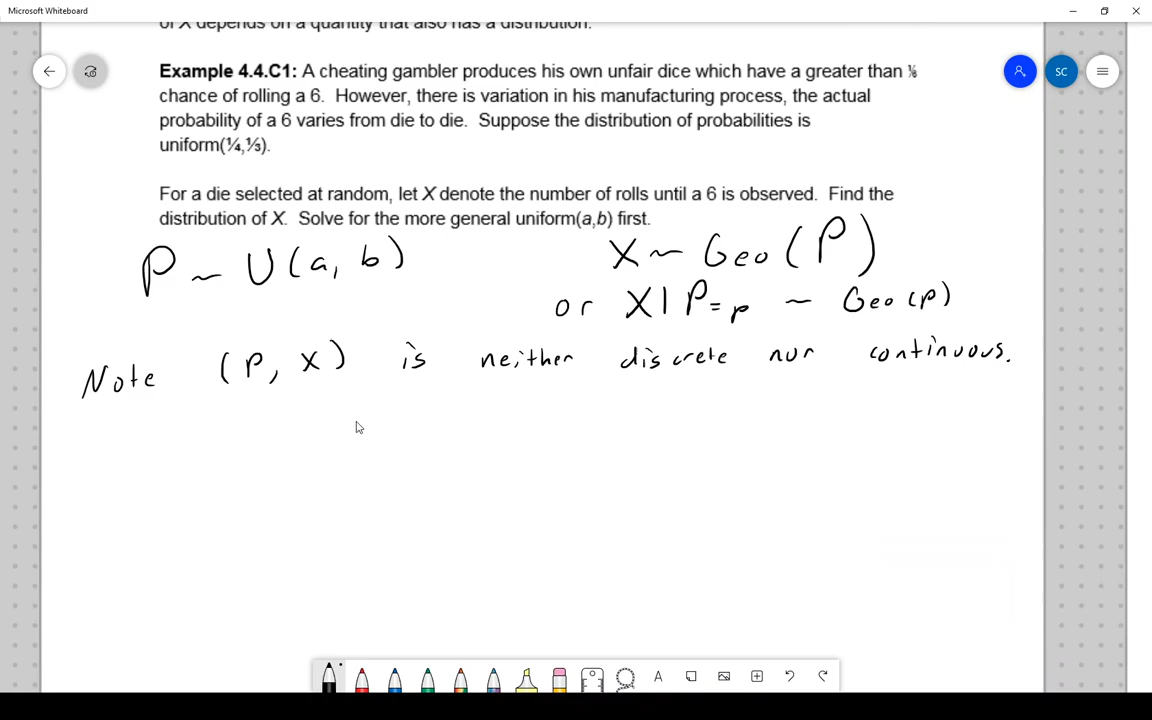 Microsoft Whiteboard
of X depends on a quantity that also has a distribution.
Example 4.4.C1: A cheating gambler produces his own unfair dice which have a greater than ⅙
chance of rolling a 6. However, there is variation in his manufacturing process, the actual
probability of a 6 varies from die to die. Suppose the distribution of probabilities is
uniform(¼,⅓).
For a die selected at random, let X denote the number of rolls until a 6 is observed. Find the
distribution of X. Solve for the more general uniform(a,b) first.
P ~ U(a, b)
X ~ Geo(P)
or X|P=p ~ Geo(p)
Note (P, X) is neither discrete nor continuous.
SC
A